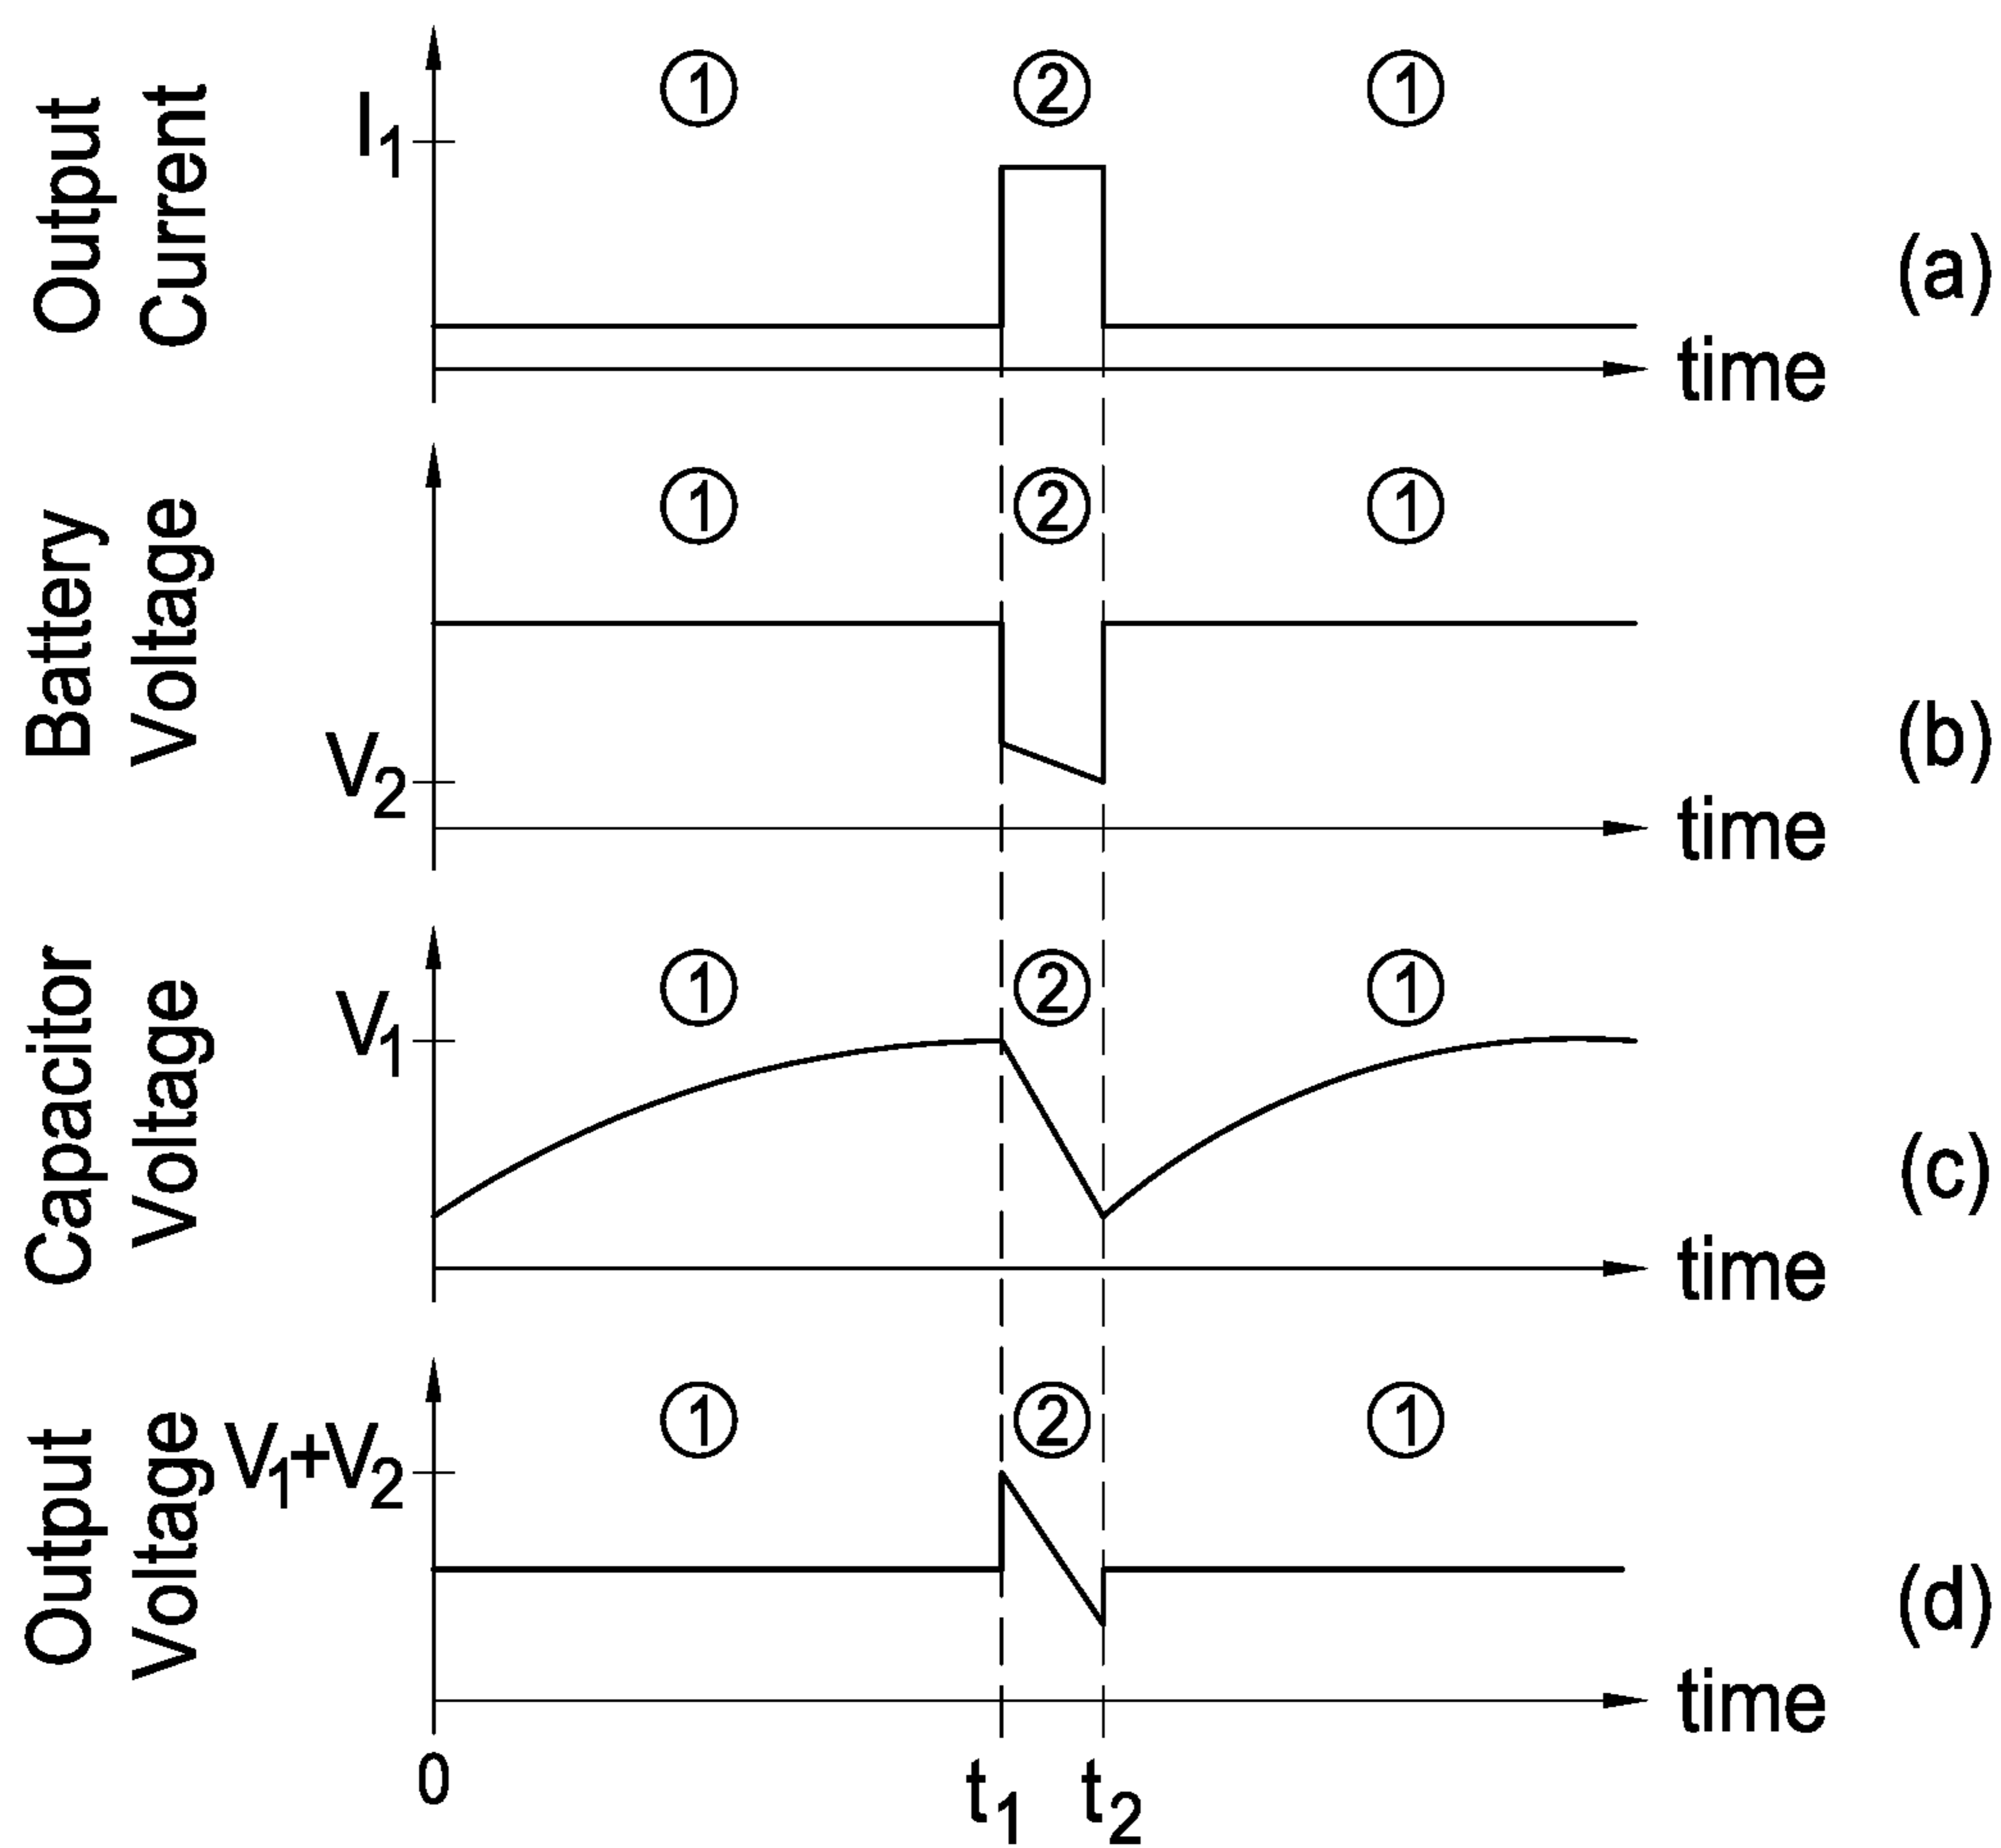 Output
Current
I1
① ② ①
(a)
time
Battery
Voltage
V2
① ② ①
(b)
time
Capacitor
Voltage
V1
① ② ①
(c)
time
Output
Voltage
V1+V2
① ② ①
(d)
time
0 t1 t2